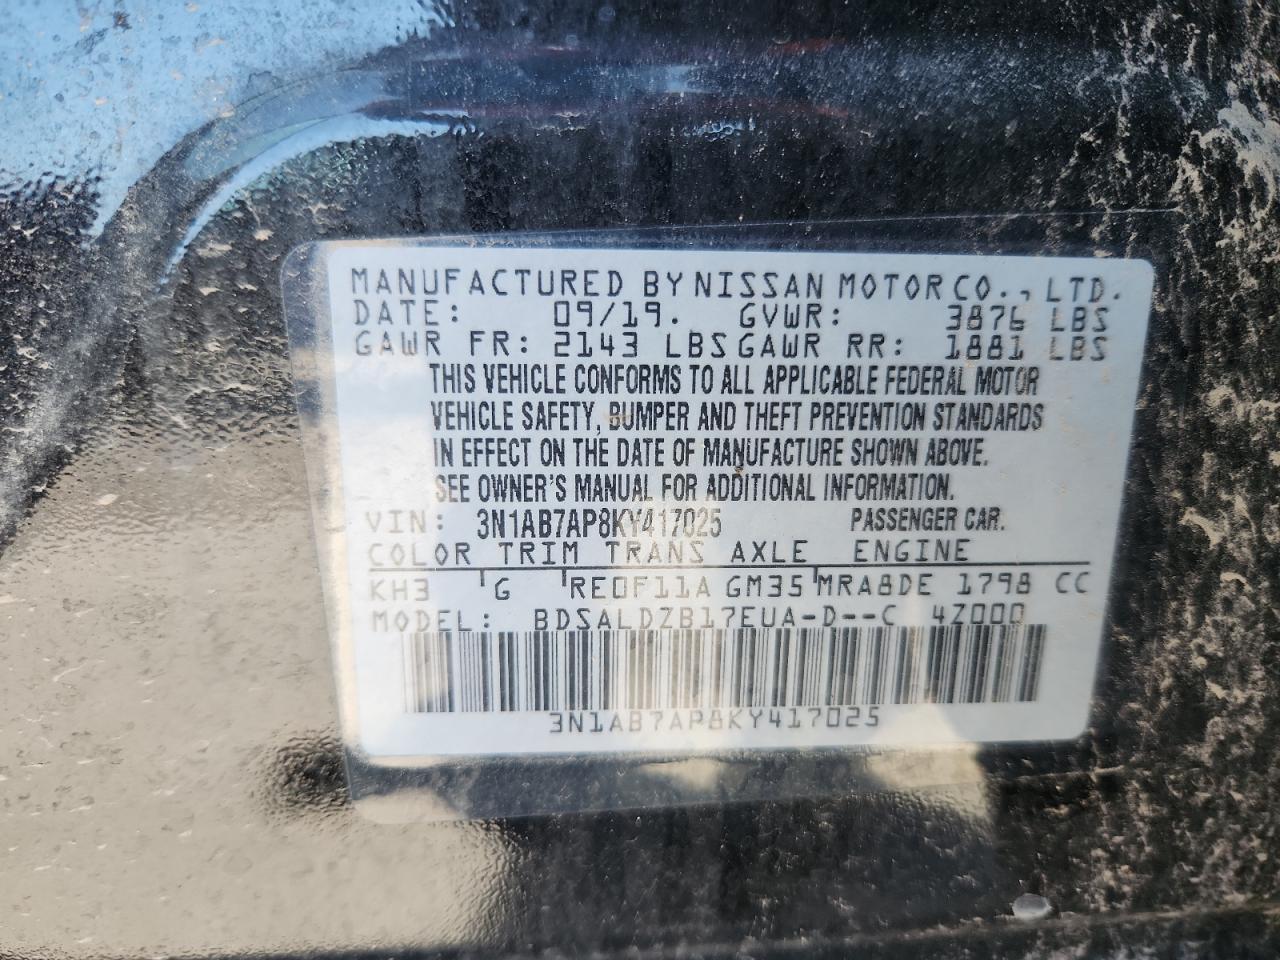 MANUFACTURED BY NISSAN MOTOR CO., LTD.
DATE: 09/19. GVWR: 3876 LBS
GAWR FR: 2143 LBS GAWR RR: 1881 LBS
THIS VEHICLE CONFORMS TO ALL APPLICABLE FEDERAL MOTOR
VEHICLE SAFETY, BUMPER AND THEFT PREVENTION STANDARDS
IN EFFECT ON THE DATE OF MANUFACTURE SHOWN ABOVE.
SEE OWNER'S MANUAL FOR ADDITIONAL INFORMATION.
VIN: 3N1AB7AP8KY417025 PASSENGER CAR.
COLOR TRIM TRANS AXLE ENGINE
KH3 G RE0F11A GM35 MRA8DE 1798 CC
MODEL: BDSALDZB17EUA-D--C 4Z000
3N1AB7AP8KY417025